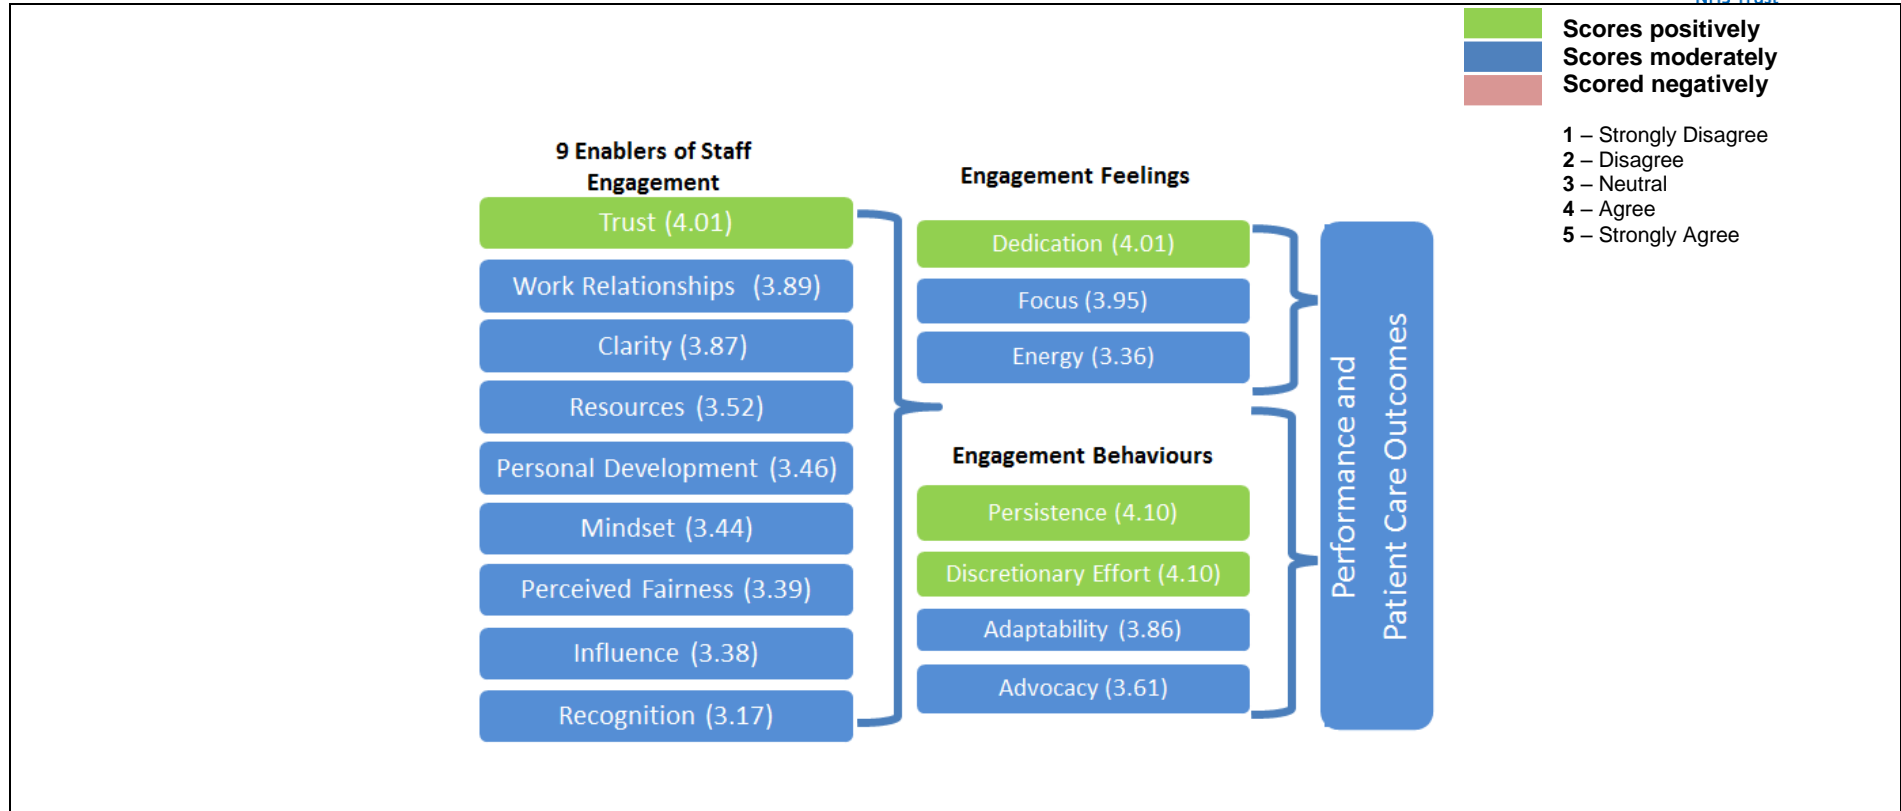 NHS Trust
Scores positively
Scores moderately
Scored negatively
1 – Strongly Disagree
2 – Disagree
3 – Neutral
4 – Agree
5 – Strongly Agree
9 Enablers of Staff
Engagement
Trust (4.01)
Work Relationships (3.89)
Clarity (3.87)
Resources (3.52)
Personal Development (3.46)
Mindset (3.44)
Perceived Fairness (3.39)
Influence (3.38)
Recognition (3.17)
Engagement Feelings
Dedication (4.01)
Focus (3.95)
Energy (3.36)
Engagement Behaviours
Persistence (4.10)
Discretionary Effort (4.10)
Adaptability (3.86)
Advocacy (3.61)
Performance and
Patient Care Outcomes